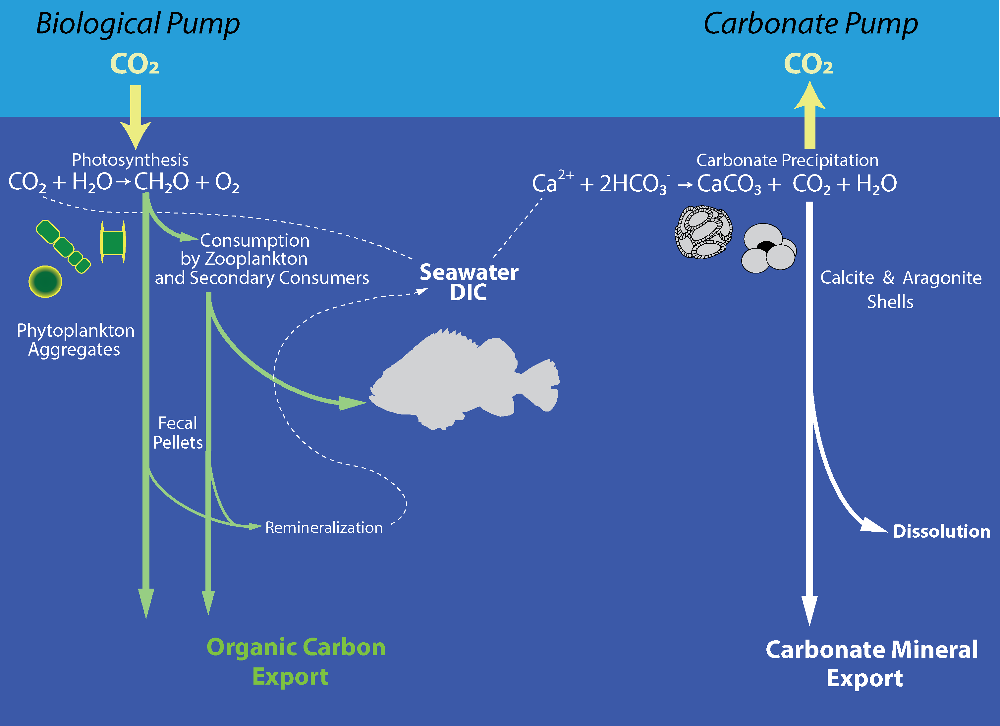 Biological Pump
CO₂
Photosynthesis
CO₂ + H₂O → CH₂O + O₂
Consumption
by Zooplankton
and Secondary Consumers
Phytoplankton
Aggregates
Fecal
Pellets
Remineralization
Organic Carbon
Export
Seawater
DIC
Carbonate Pump
CO₂
Carbonate Precipitation
Ca²⁺ + 2HCO₃⁻ → CaCO₃ + CO₂ + H₂O
Calcite & Aragonite
Shells
Dissolution
Carbonate Mineral
Export